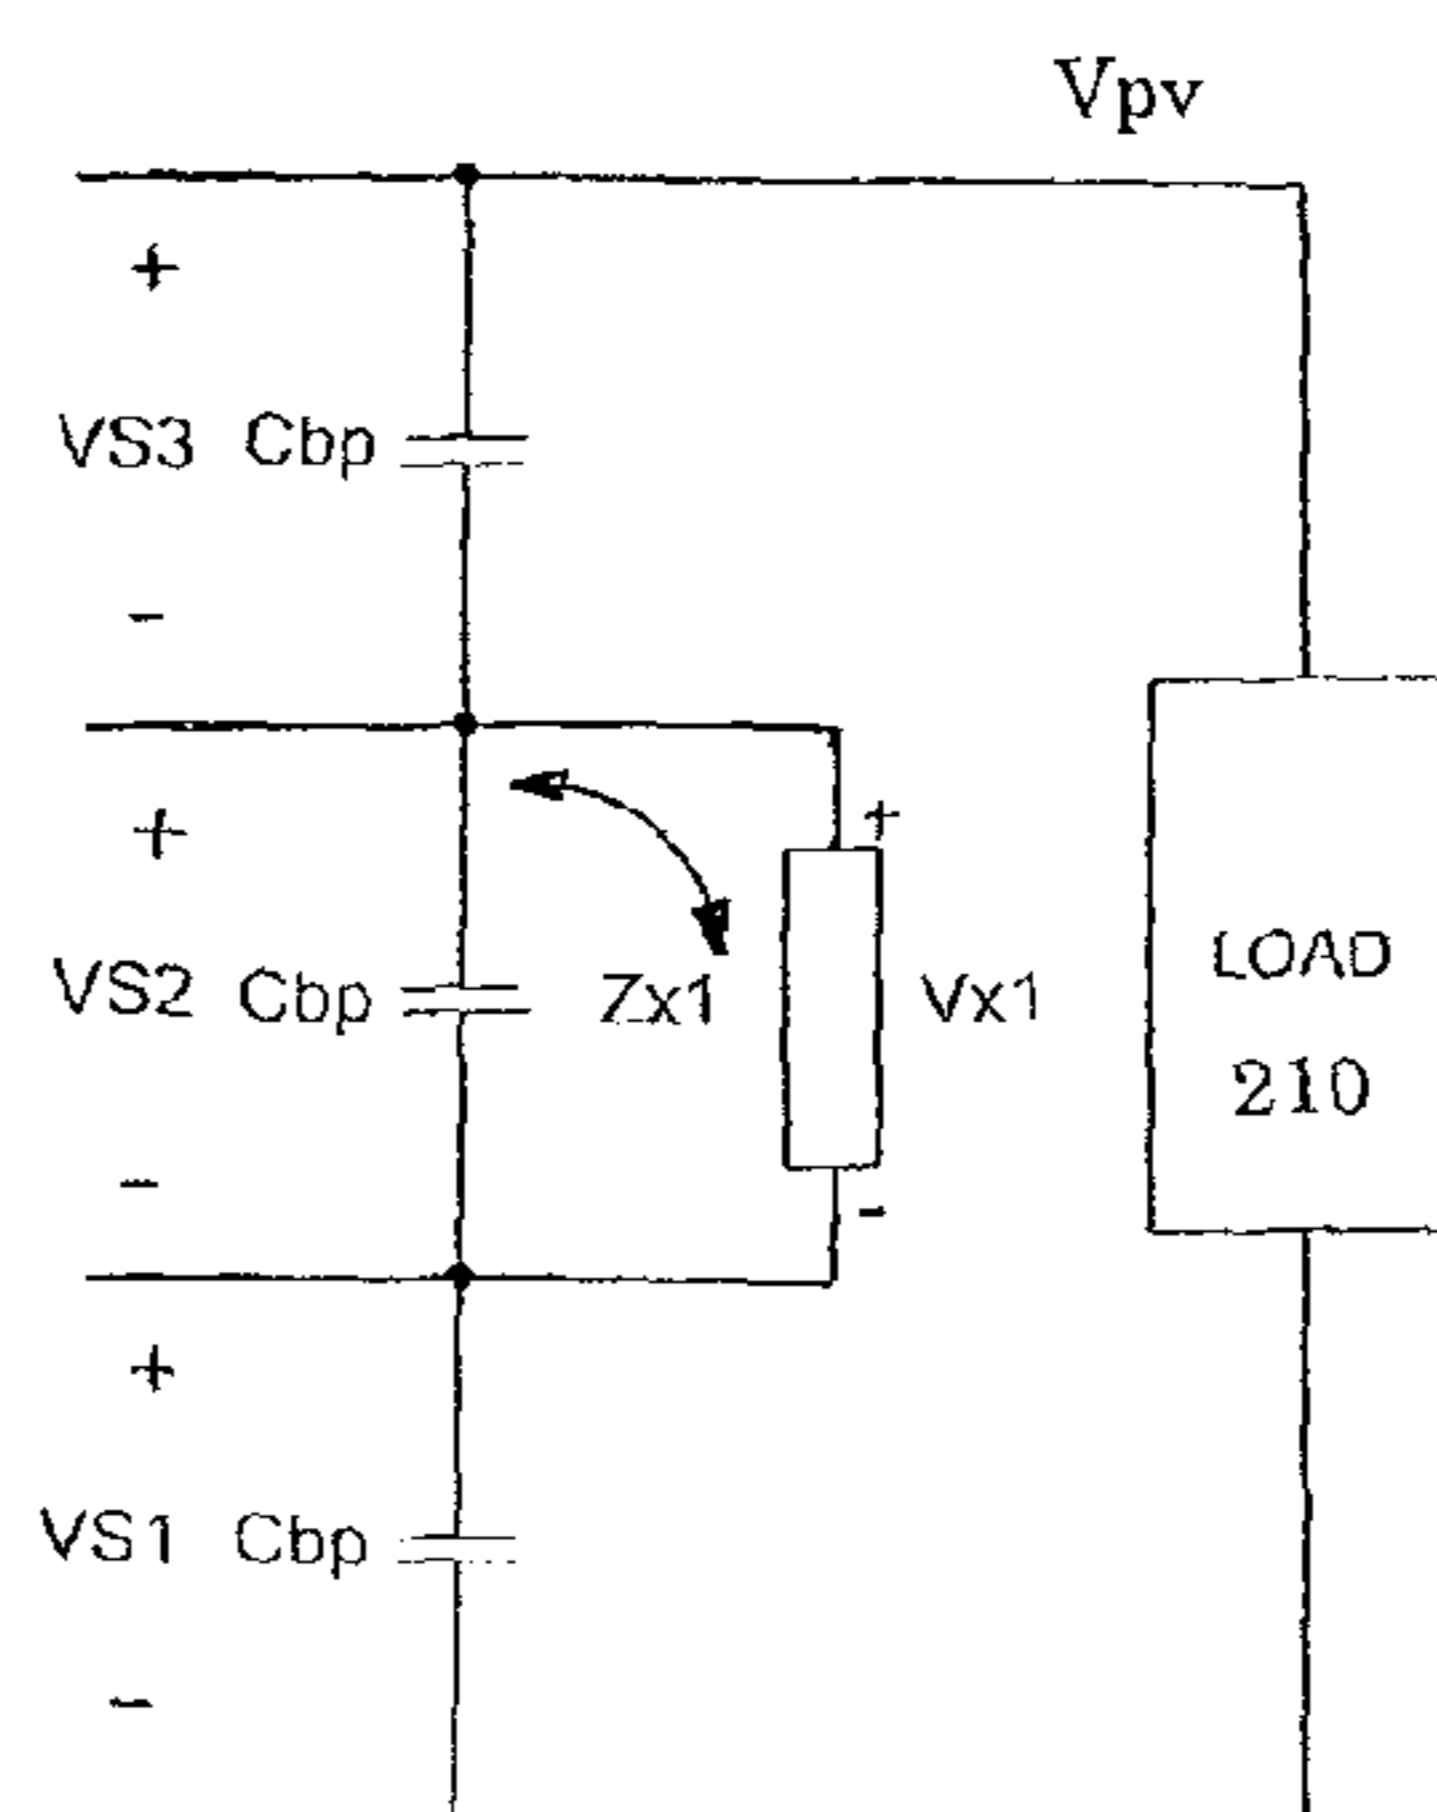 Vpv
+
VS3 Cbp
-
+
+
VS2 Cbp Zx1 Vx1
LOAD
210
-
-
+
VS1 Cbp
-